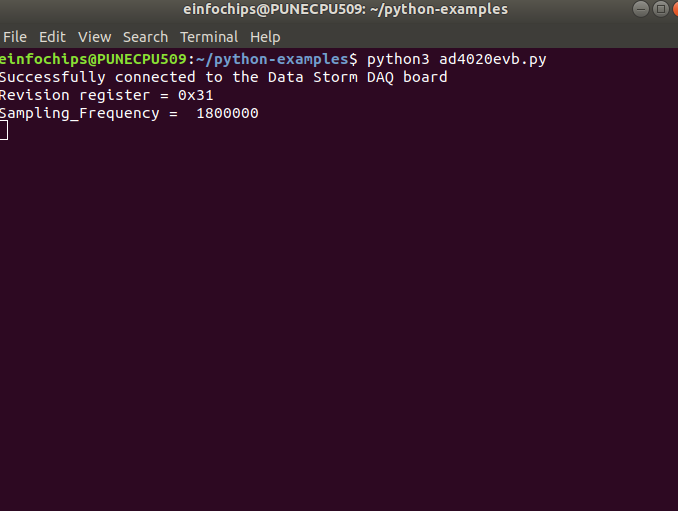 einfochips@PUNECPU509: ~/python-examples
File Edit View Search Terminal Help
einfochips@PUNECPU509:~/python-examples$ python3 ad4020evb.py
Successfully connected to the Data Storm DAQ board
Revision register = 0x31
Sampling_Frequency =  1800000